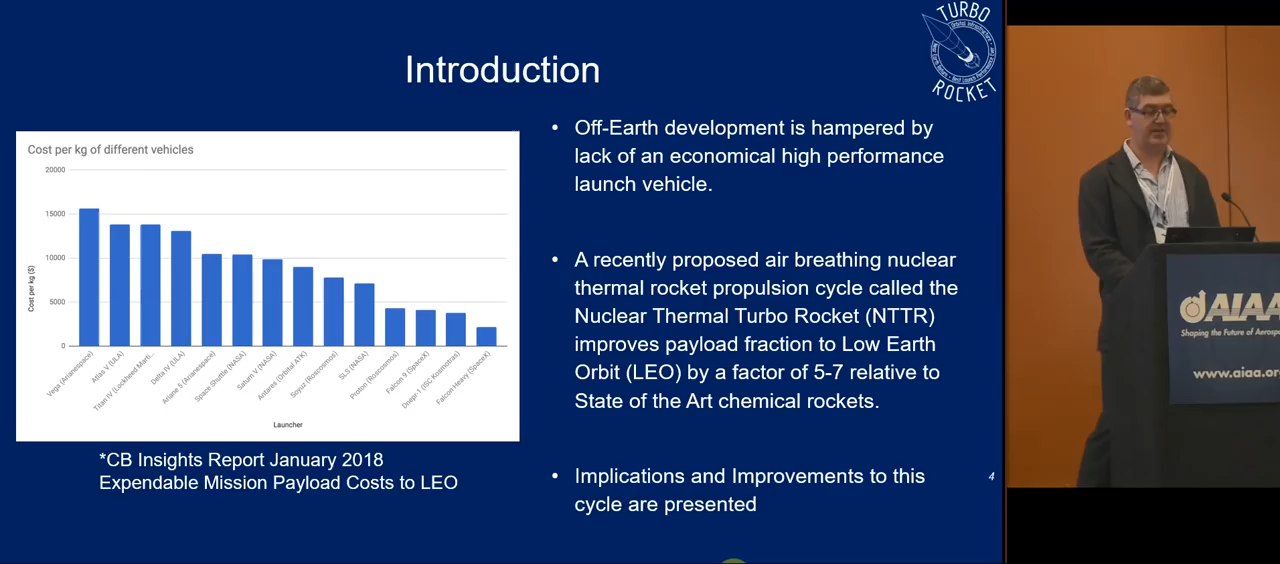 Introduction
TURBO
ROCKET
Cost per kg of different vehicles
20000
15000
10000
5000
0
Cost per kg ($)
Vega (Arianespace)
Atlas V (ULA)
Titan IV (Lockheed Marti...
Delta IV (ULA)
Ariane 5 (Arianespace)
Space Shuttle (NASA)
Saturn V (NASA)
Antares (Orbital ATK)
Soyuz (Roscosmos)
SLS (NASA)
Proton (Roscosmos)
Falcon 9 (SpaceX)
Dnepr-1 (ISC Kosmotras)
Falcon Heavy (SpaceX)
Launcher
*CB Insights Report January 2018
Expendable Mission Payload Costs to LEO
• Off-Earth development is hampered by
lack of an economical high performance
launch vehicle.
• A recently proposed air breathing nuclear
thermal rocket propulsion cycle called the
Nuclear Thermal Turbo Rocket (NTTR)
improves payload fraction to Low Earth
Orbit (LEO) by a factor of 5-7 relative to
State of the Art chemical rockets.
• Implications and Improvements to this
cycle are presented
4
AIAA
Shaping the Future of Aerosp
www.aiaa.org